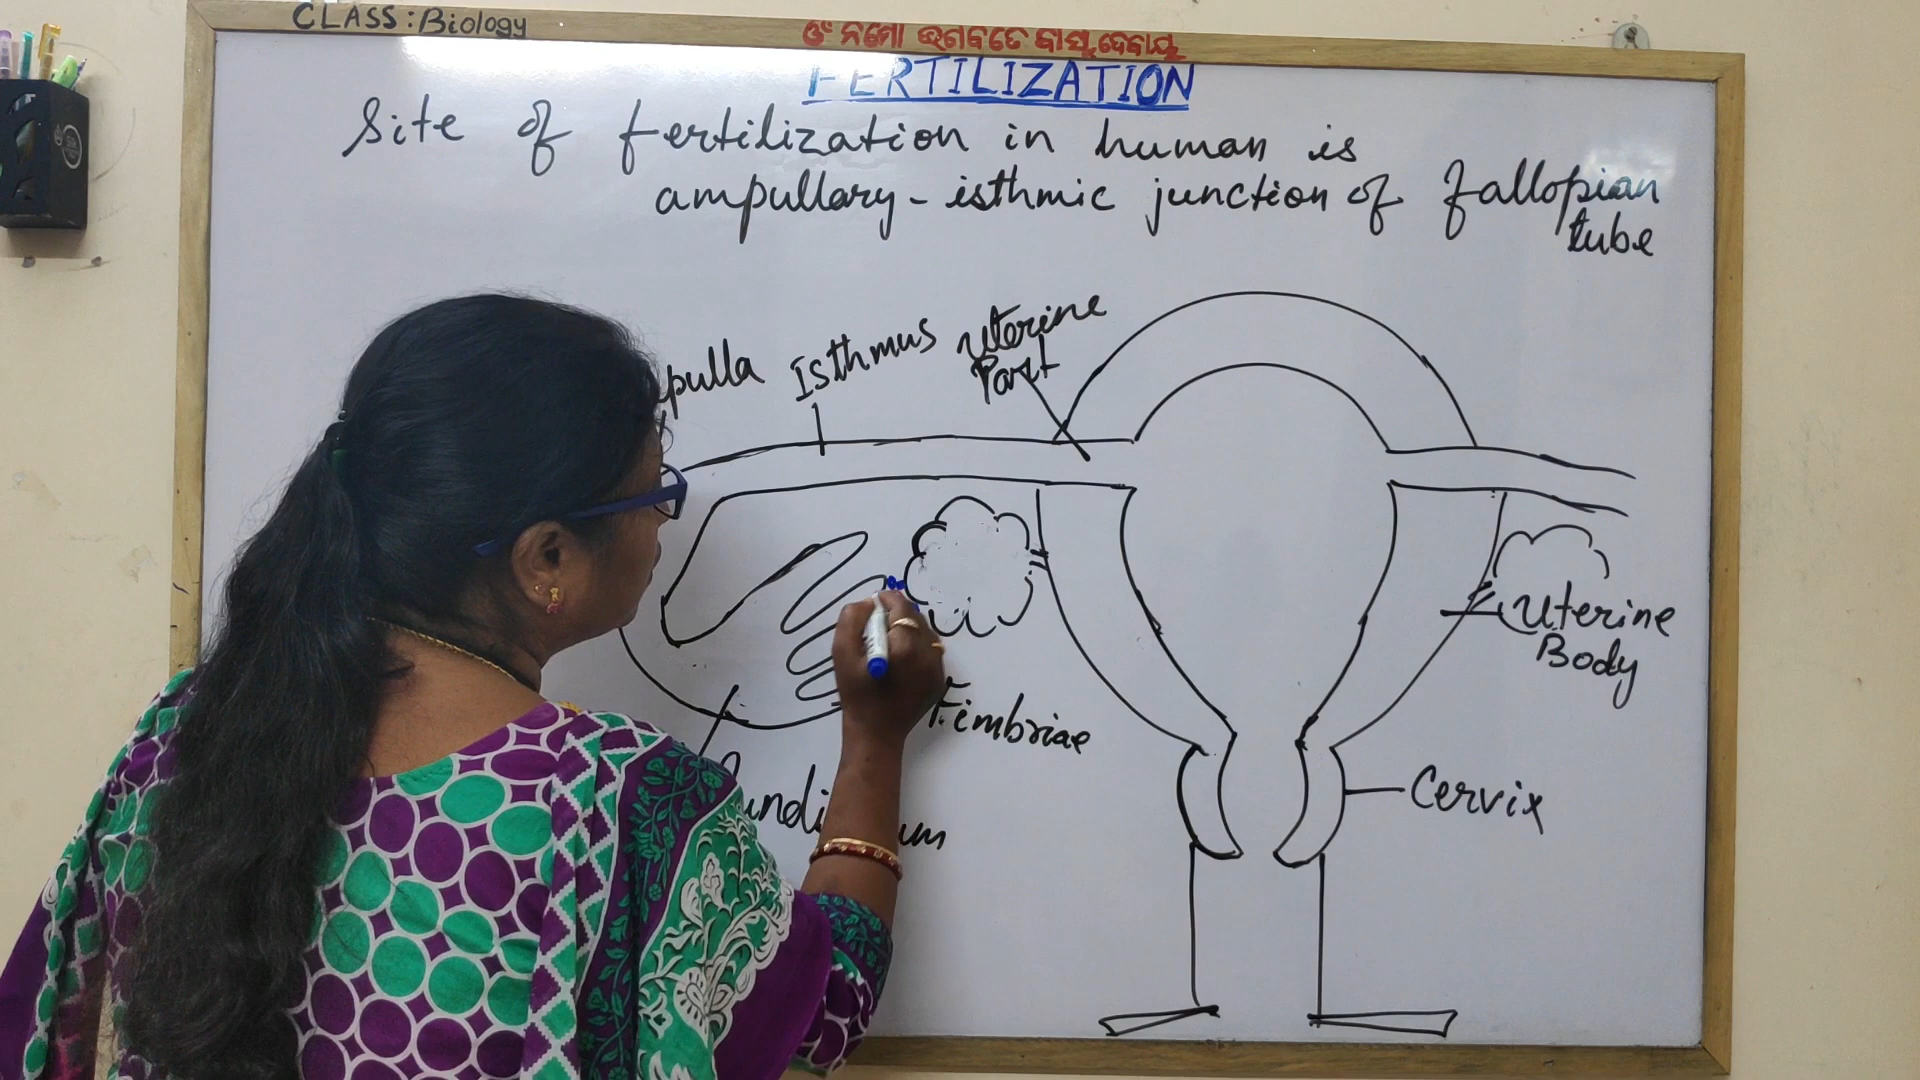 CLASS: Biology
ଓଁ ନମୋ ଭଗବତେ ବାସୁଦେବାୟ
FERTILIZATION
Site of fertilization in human is
ampullary-isthmic junction of fallopian
tube
pulla Isthmus Uterine
Part
Uterine
Body
Fimbriae
Cervix